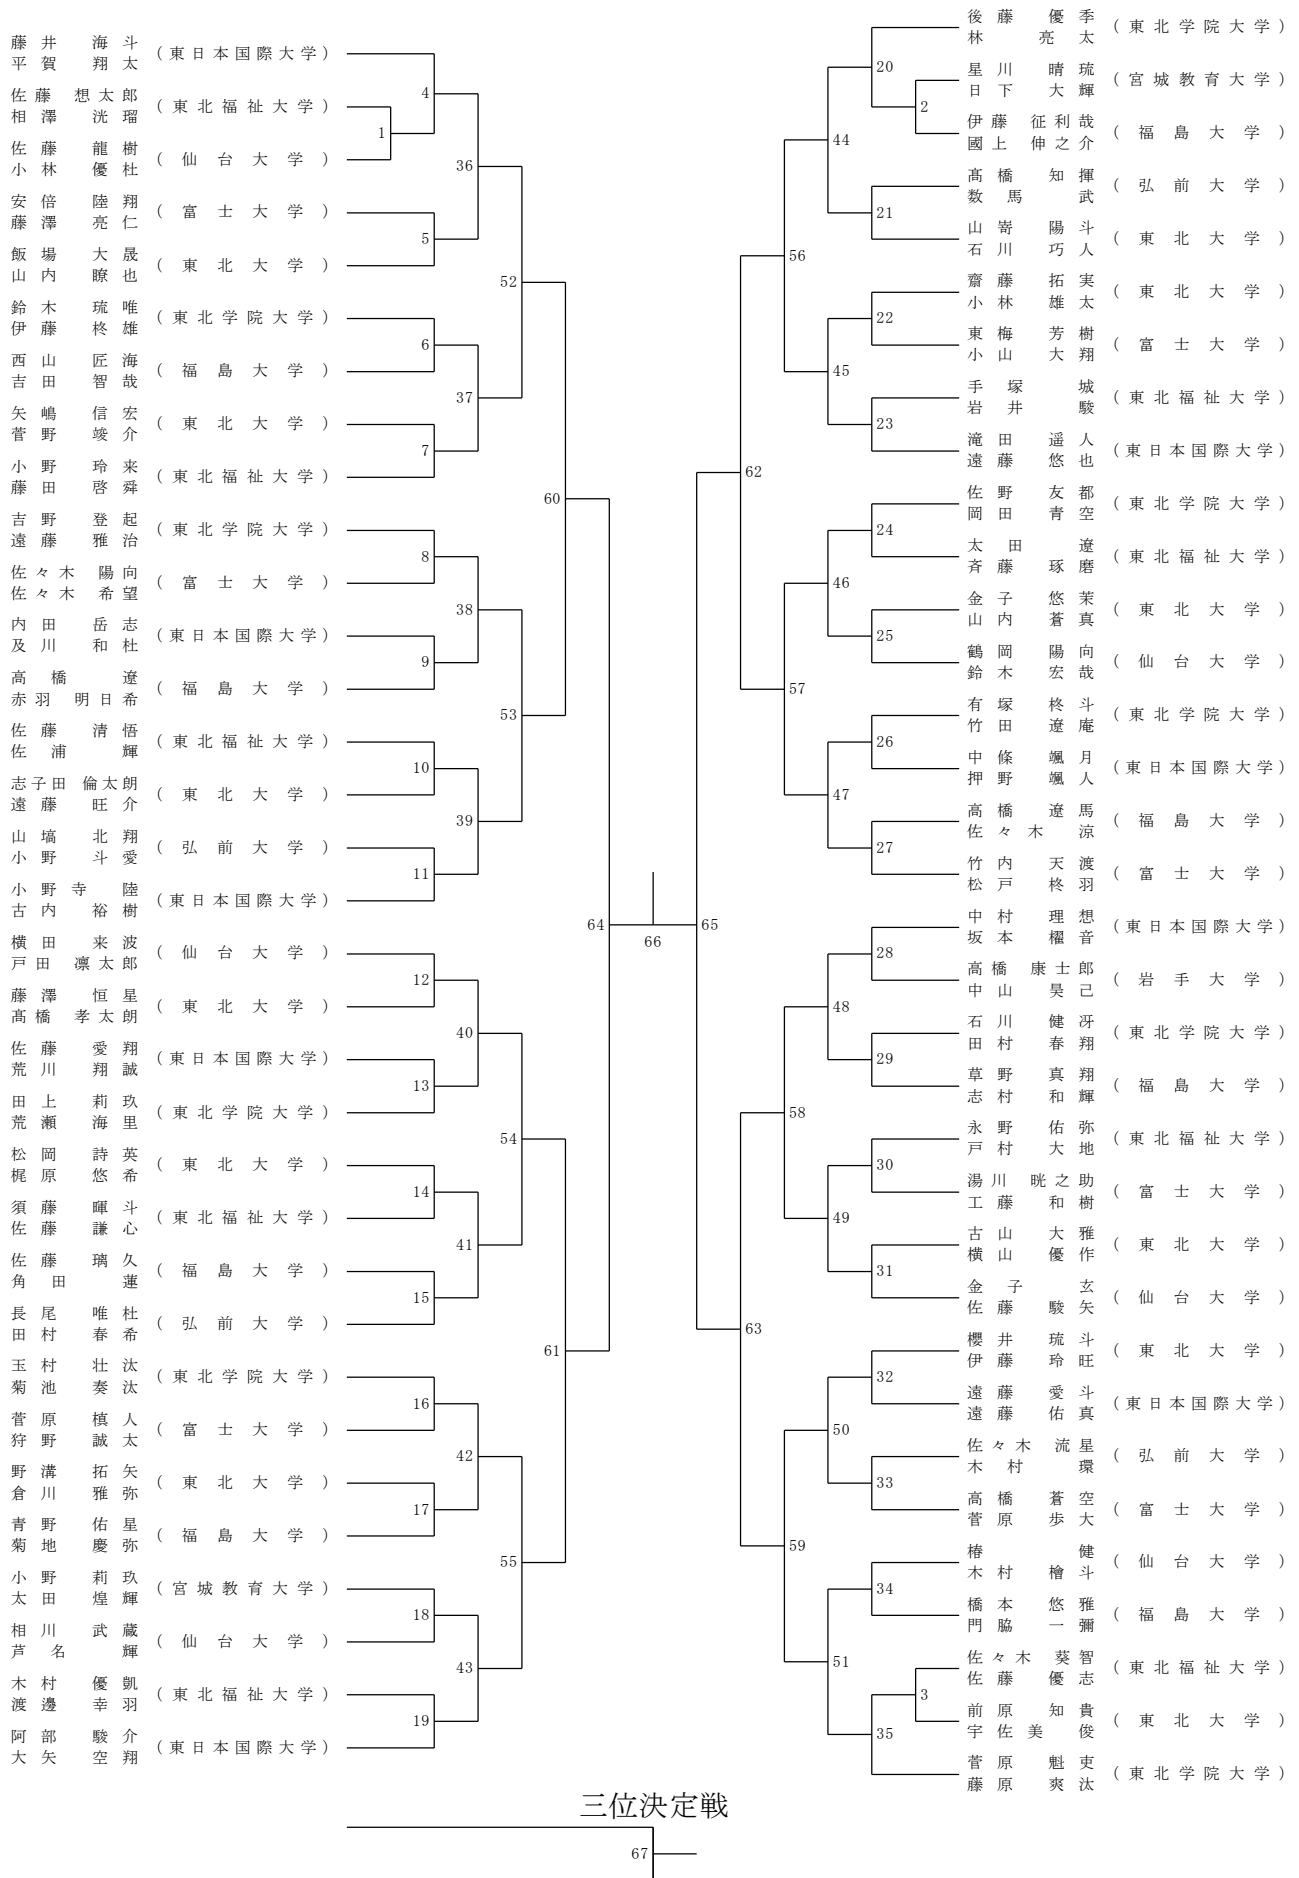 藤井 海斗
平賀 翔太 (東日本国際大学)
佐藤 想太郎
相澤 洸瑠 (東北福祉大学)
佐藤 龍樹
小林 優杜 (仙台大学)
安倍 陸翔
藤澤 亮仁 (富士大学)
飯場 大晟
山内 瞭也 (東北大学)
鈴木 琉唯
伊藤 柊雄 (東北学院大学)
西山 匠海
吉田 智哉 (福島大学)
矢嶋 信宏
菅野 竣介 (東北大学)
小野 玲来
藤田 啓舜 (東北福祉大学)
吉野 登起
遠藤 雅治 (東北学院大学)
佐々木 陽向
佐々木 希望 (富士大学)
内田 岳志
及川 和杜 (東日本国際大学)
高橋 遼
赤羽 明日希 (福島大学)
佐藤 清悟
佐浦 輝 (東北福祉大学)
志子田 倫太朗
遠藤 旺介 (東北大学)
山塙 北翔
小野 斗愛 (弘前大学)
小野寺 陸
古内 裕樹 (東日本国際大学)
横田 来波
戸田 凛太郎 (仙台大学)
藤澤 恒星
髙橋 孝太朗 (東北大学)
佐藤 愛翔
荒川 翔誠 (東日本国際大学)
田上 莉玖
荒瀬 海里 (東北学院大学)
松岡 詩英
梶原 悠希 (東北大学)
須藤 暉斗
佐藤 謙心 (東北福祉大学)
佐藤 璃久
角田 蓮 (福島大学)
長尾 唯杜
田村 春希 (弘前大学)
玉村 壮汰
菊池 奏汰 (東北学院大学)
菅原 槙人
狩野 誠太 (富士大学)
野溝 拓矢
倉川 雅弥 (東北大学)
青野 佑星
菊地 慶弥 (福島大学)
小野 莉玖
太田 煌輝 (宮城教育大学)
相川 武蔵
芦名 輝 (仙台大学)
木村 優凱
渡邊 幸羽 (東北福祉大学)
阿部 駿介
大矢 空翔 (東日本国際大学)
1
4
5
6
7
8
9
10
11
12
13
14
15
16
17
18
19
36
37
38
39
40
41
42
43
52
53
54
55
60
61
64
66
65
62
63
56
57
58
59
44
45
46
47
48
49
50
51
20
21
22
23
24
25
26
27
28
29
30
31
32
33
34
35
2
3
後藤 優季
林 亮太 (東北学院大学)
星川 晴琉
日下 大輝 (宮城教育大学)
伊藤 征利哉
國上 伸之介 (福島大学)
髙橋 知揮
数馬 武 (弘前大学)
山嵜 陽斗
石川 巧人 (東北大学)
齋藤 拓実
小林 雄太 (東北大学)
東梅 芳樹
小山 大翔 (富士大学)
手塚 城
岩井 駿 (東北福祉大学)
滝田 遥人
遠藤 悠也 (東日本国際大学)
佐野 友都
岡田 青空 (東北学院大学)
太田 遼
斉藤 琢磨 (東北福祉大学)
金子 悠茉
山内 蒼真 (東北大学)
鶴岡 陽向
鈴木 宏哉 (仙台大学)
有塚 柊斗
竹田 遼庵 (東北学院大学)
中條 颯月
押野 颯人 (東日本国際大学)
高橋 遼馬
佐々木 涼 (福島大学)
竹内 天渡
松戸 柊羽 (富士大学)
中村 理想
坂本 櫂音 (東日本国際大学)
高橋 康士郎
中山 昊己 (岩手大学)
石川 健冴
田村 春翔 (東北学院大学)
草野 真翔
志村 和輝 (福島大学)
永野 佑弥
戸村 大地 (東北福祉大学)
湯川 晄之助
工藤 和樹 (富士大学)
古山 大雅
横山 優作 (東北大学)
金子 玄
佐藤 駿矢 (仙台大学)
櫻井 琉斗
伊藤 玲旺 (東北大学)
遠藤 愛斗
遠藤 佑真 (東日本国際大学)
佐々木 流星
木村 環 (弘前大学)
高橋 蒼空
菅原 歩大 (富士大学)
椿 健
木村 檜斗 (仙台大学)
橋本 悠雅
門脇 一彌 (福島大学)
佐々木 葵智
佐藤 優志 (東北福祉大学)
前原 知貴
宇佐美 俊 (東北大学)
菅原 魁吏
藤原 爽汰 (東北学院大学)
三位決定戦
67